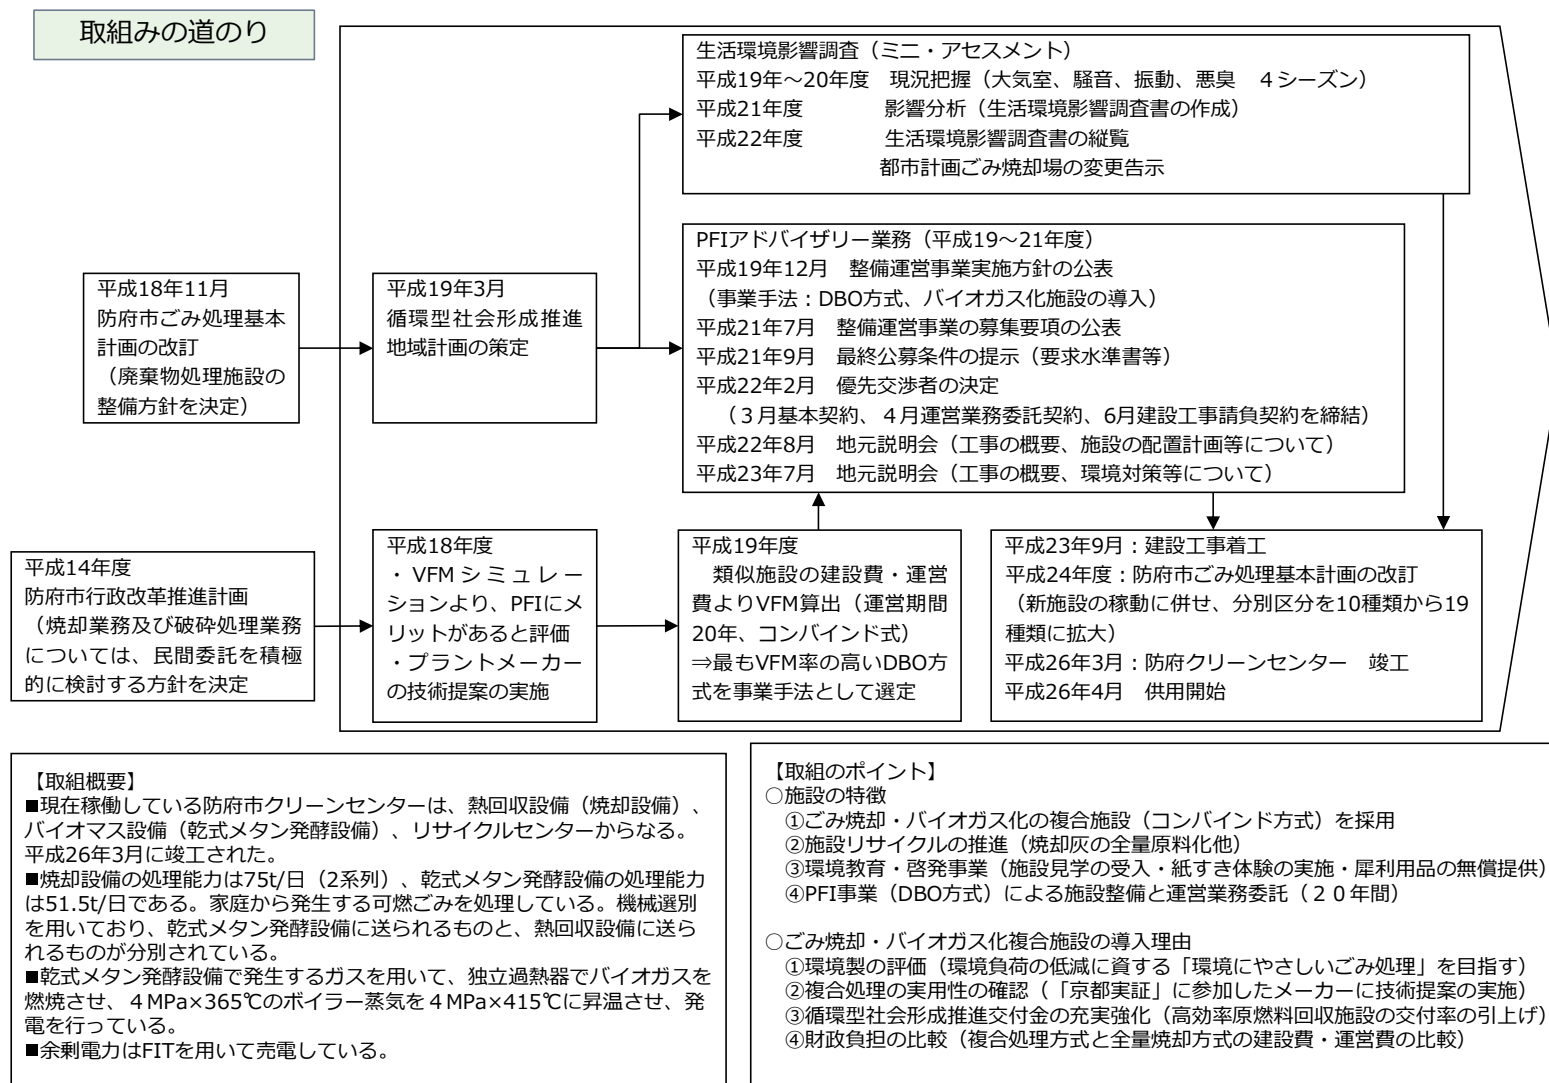 取組みの道のり
生活環境影響調査（ミニ・アセスメント）
平成19年～20年度　現況把握（大気室、騒音、振動、悪臭　４シーズン）
平成21年度　　　　影響分析（生活環境影響調査書の作成）
平成22年度　　　　生活環境影響調査書の縦覧
都市計画ごみ焼却場の変更告示
平成18年11月
防府市ごみ処理基本
計画の改訂
（廃棄物処理施設の
整備方針を決定）
平成19年3月
循環型社会形成推進
地域計画の策定
PFIアドバイザリー業務（平成19～21年度）
平成19年12月　整備運営事業実施方針の公表
（事業手法：DBO方式、バイオガス化施設の導入）
平成21年7月　整備運営事業の募集要項の公表
平成21年9月　最終公募条件の提示（要求水準書等）
平成22年2月　優先交渉者の決定
（３月基本契約、４月運営業務委託契約、6月建設工事請負契約を締結）
平成22年8月　地元説明会（工事の概要、施設の配置計画等について）
平成23年7月　地元説明会（工事の概要、環境対策等について）
平成14年度
防府市行政改革推進計画
（焼却業務及び破砕処理業務
については、民間委託を積極
的に検討する方針を決定
平成18年度
・VFMシミュレー
ションより、PFIにメ
リットがあると評価
・プラントメーカー
の技術提案の実施
平成19年度
類似施設の建設費・運営
費よりVFM算出（運営期間
20年、コンバインド式）
⇒最もVFM率の高いDBO方
式を事業手法として選定
平成23年9月：建設工事着工
平成24年度：防府市ごみ処理基本計画の改訂
（新施設の稼動に併せ、分別区分を10種類から19
種類に拡大）
平成26年3月：防府クリーンセンター　竣工
平成26年4月　供用開始
【取組概要】
■現在稼働している防府市クリーンセンターは、熱回収設備（焼却設備）、
バイオマス設備（乾式メタン発酵設備）、リサイクルセンターからなる。
平成26年3月に竣工された。
■焼却設備の処理能力は75t/日（2系列）、乾式メタン発酵設備の処理能力
は51.5t/日である。家庭から発生する可燃ごみを処理している。機械選別
を用いており、乾式メタン発酵設備に送られるものと、熱回収設備に送ら
れるものが分別されている。
■乾式メタン発酵設備で発生するガスを用いて、独立過熱器でバイオガスを
燃焼させ、４MPa×365℃のボイラー蒸気を４MPa×415℃に昇温させ、発
電を行っている。
■余剰電力はFITを用いて売電している。
【取組のポイント】
○施設の特徴
①ごみ焼却・バイオガス化の複合施設（コンバインド方式）を採用
②施設リサイクルの推進（焼却灰の全量原料化他）
③環境教育・啓発事業（施設見学の受入・紙すき体験の実施・犀利用品の無償提供）
④PFI事業（DBO方式）による施設整備と運営業務委託（２０年間）
○ごみ焼却・バイオガス化複合施設の導入理由
①環境製の評価（環境負荷の低減に資する「環境にやさしいごみ処理」を目指す）
②複合処理の実用性の確認（「京都実証」に参加したメーカーに技術提案の実施）
③循環型社会形成推進交付金の充実強化（高効率原燃料回収施設の交付率の引上げ）
④財政負担の比較（複合処理方式と全量焼却方式の建設費・運営費の比較）